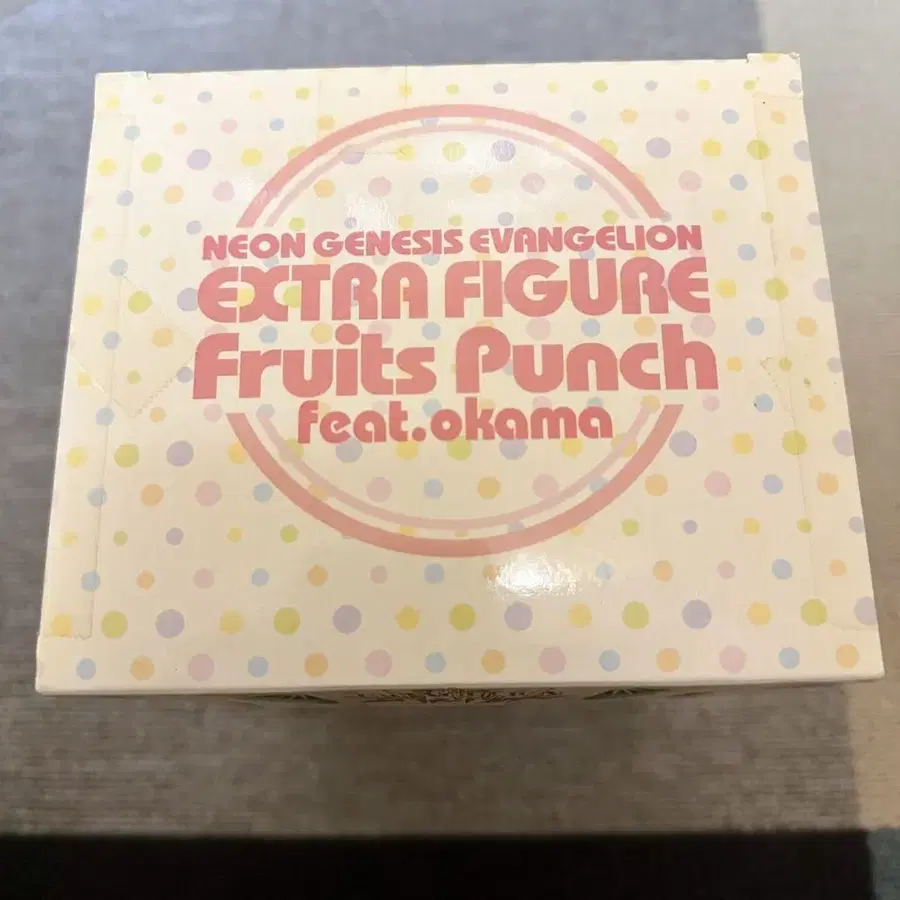 NEON GENESIS EVANGELION
EXTRA FIGURE
Fruits Punch
feat.okama